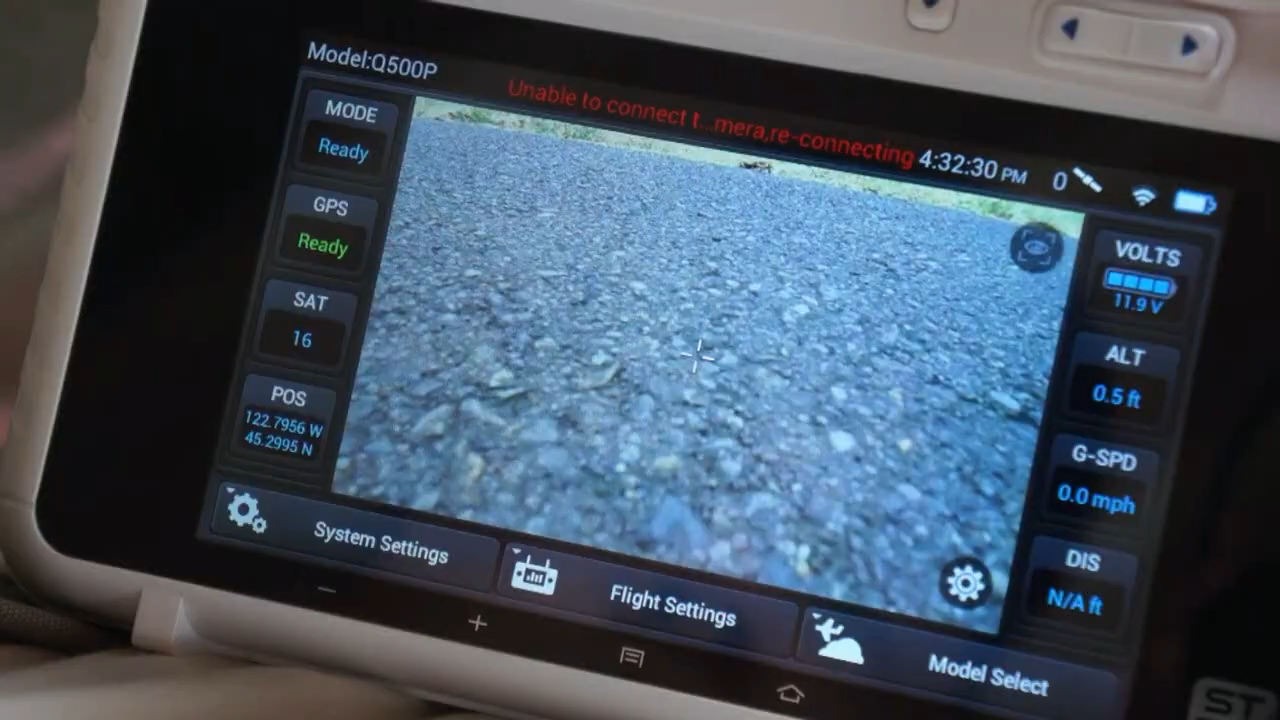 Model:Q500P
Unable to connect t...mera,re-connecting
4:32:30 PM
0
MODE
Ready
GPS
Ready
SAT
16
POS
122.7956 W
45.2995 N
VOLTS
11.9 V
ALT
0.5 ft
G-SPD
0.0 mph
DIS
N/A ft
System Settings
Flight Settings
Model Select
ST